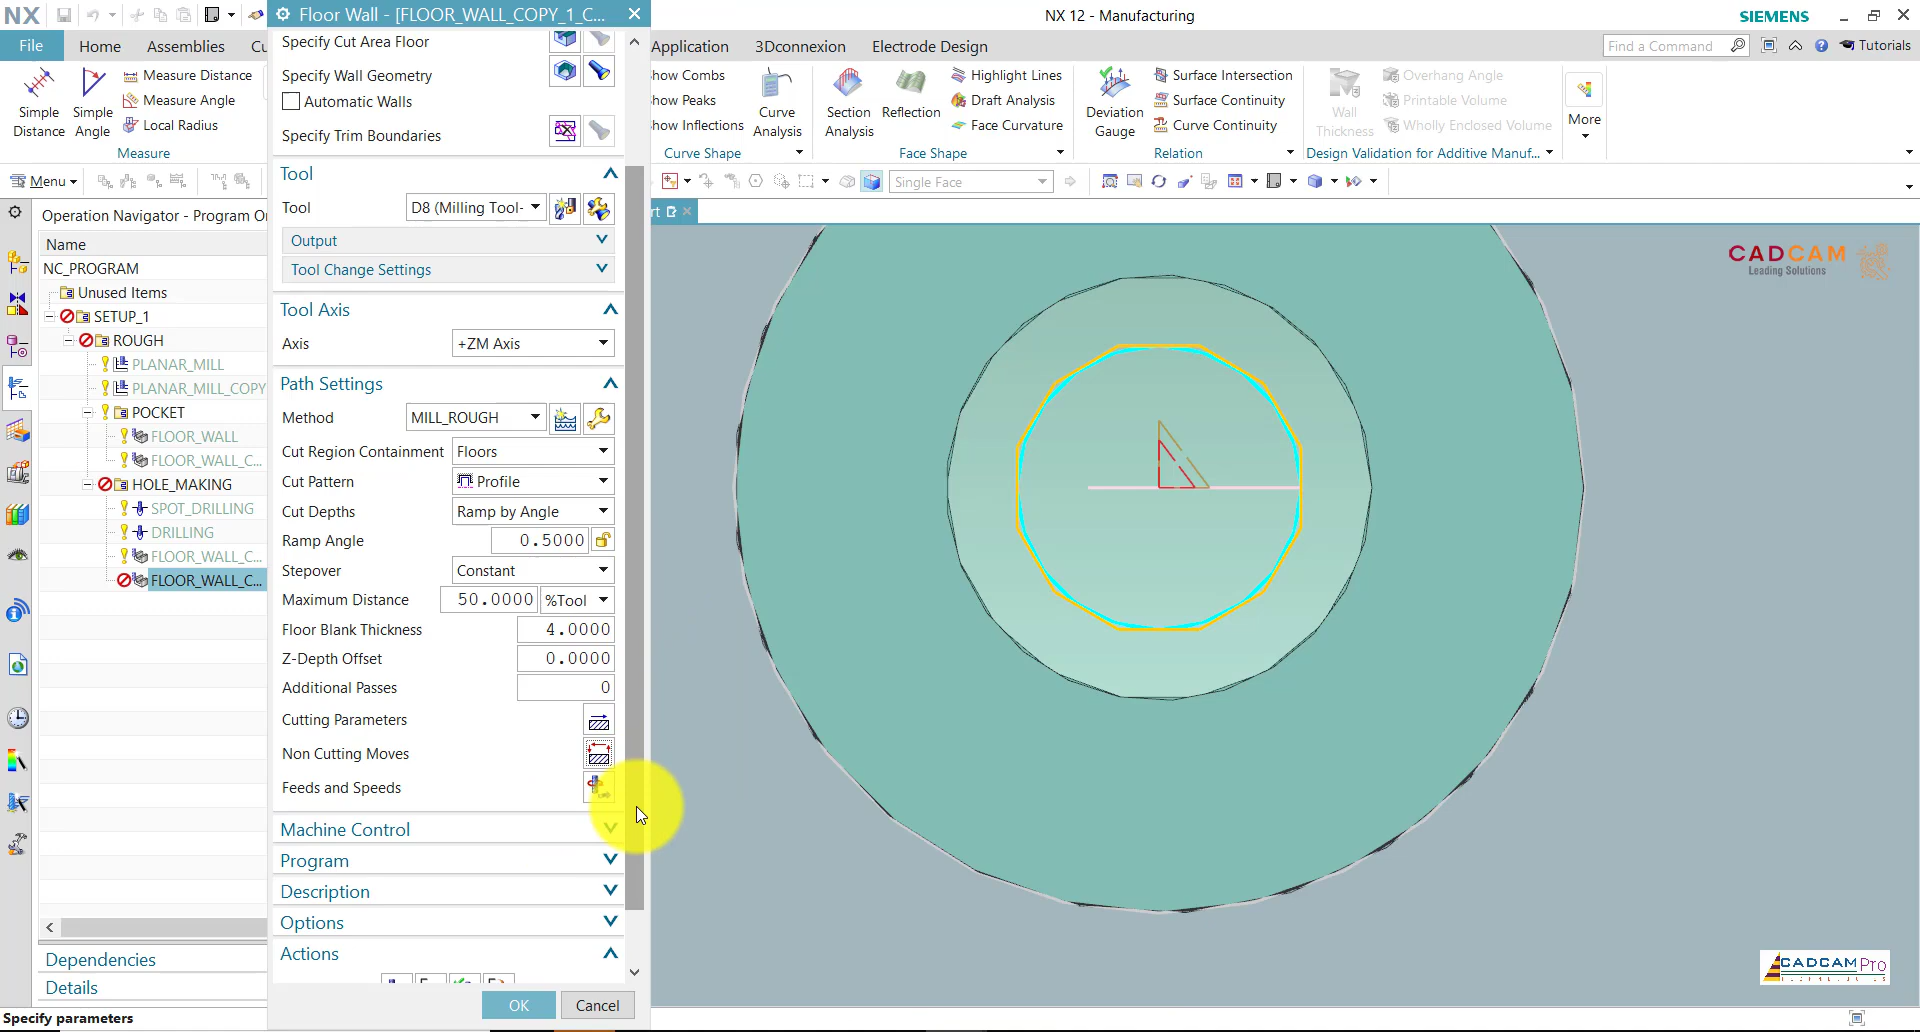 NX
Floor Wall - [FLOOR_WALL_COPY_1_C...
NX 12 - Manufacturing
SIEMENS
File
Home
Assemblies
Application
3Dconnexion
Electrode Design
Find a Command
Tutorials
Simple Distance
Simple Angle
Measure Distance
Measure Angle
Local Radius
Measure
how Combs
how Peaks
how Inflections
Curve Analysis
Curve Shape
Section Analysis
Reflection
Highlight Lines
Draft Analysis
Face Curvature
Face Shape
Deviation Gauge
Surface Intersection
Surface Continuity
Curve Continuity
Relation
Wall Thickness
Overhang Angle
Printable Volume
Wholly Enclosed Volume
Design Validation for Additive Manuf...
More
Menu
Single Face
Operation Navigator - Program Or
Name
NC_PROGRAM
Unused Items
SETUP_1
ROUGH
PLANAR_MILL
PLANAR_MILL_COPY
POCKET
FLOOR_WALL
FLOOR_WALL_C...
HOLE_MAKING
SPOT_DRILLING
DRILLING
FLOOR_WALL_C...
FLOOR_WALL_C...
Dependencies
Details
Specify parameters
Specify Cut Area Floor
Specify Wall Geometry
Automatic Walls
Specify Trim Boundaries
Tool
Tool D8 (Milling Tool-
Output
Tool Change Settings
Tool Axis
Axis +ZM Axis
Path Settings
Method MILL_ROUGH
Cut Region Containment Floors
Cut Pattern Profile
Cut Depths Ramp by Angle
Ramp Angle 0.5000
Stepover Constant
Maximum Distance 50.0000 %Tool
Floor Blank Thickness 4.0000
Z-Depth Offset 0.0000
Additional Passes 0
Cutting Parameters
Non Cutting Moves
Feeds and Speeds
Machine Control
Program
Description
Options
Actions
OK Cancel
CADCAM
Leading Solutions
CADCAM Pro